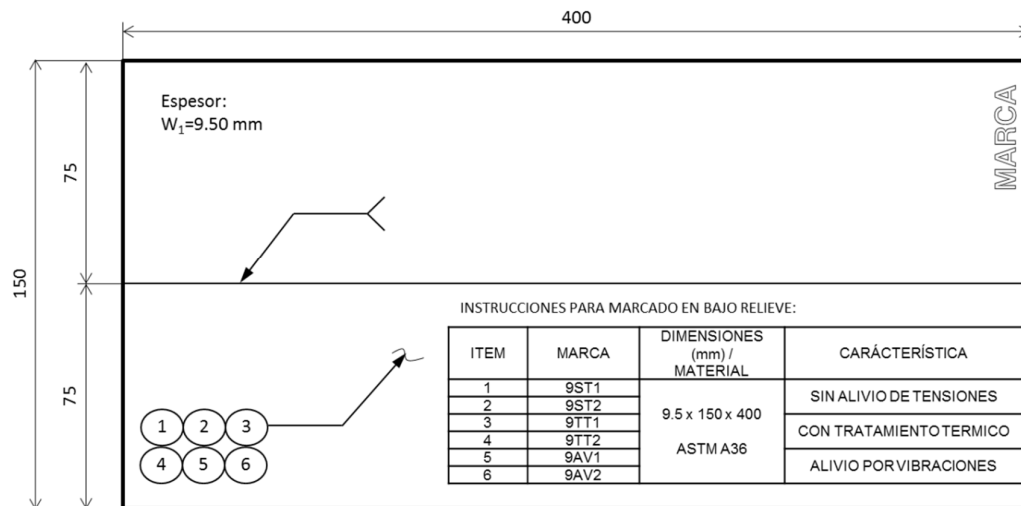 400
Espesor:
W₁=9.50 mm
MARCA
75
150
75
INSTRUCCIONES PARA MARCADO EN BAJO RELIEVE:
ITEM MARCA DIMENSIONES (mm) / MATERIAL CARÁCTERÍSTICA
1 9ST1
2 9ST2
3 9TT1
4 9TT2
5 9AV1
6 9AV2
9.5 x 150 x 400
ASTM A36
SIN ALIVIO DE TENSIONES
CON TRATAMIENTO TERMICO
ALIVIO POR VIBRACIONES
1 2 3
4 5 6